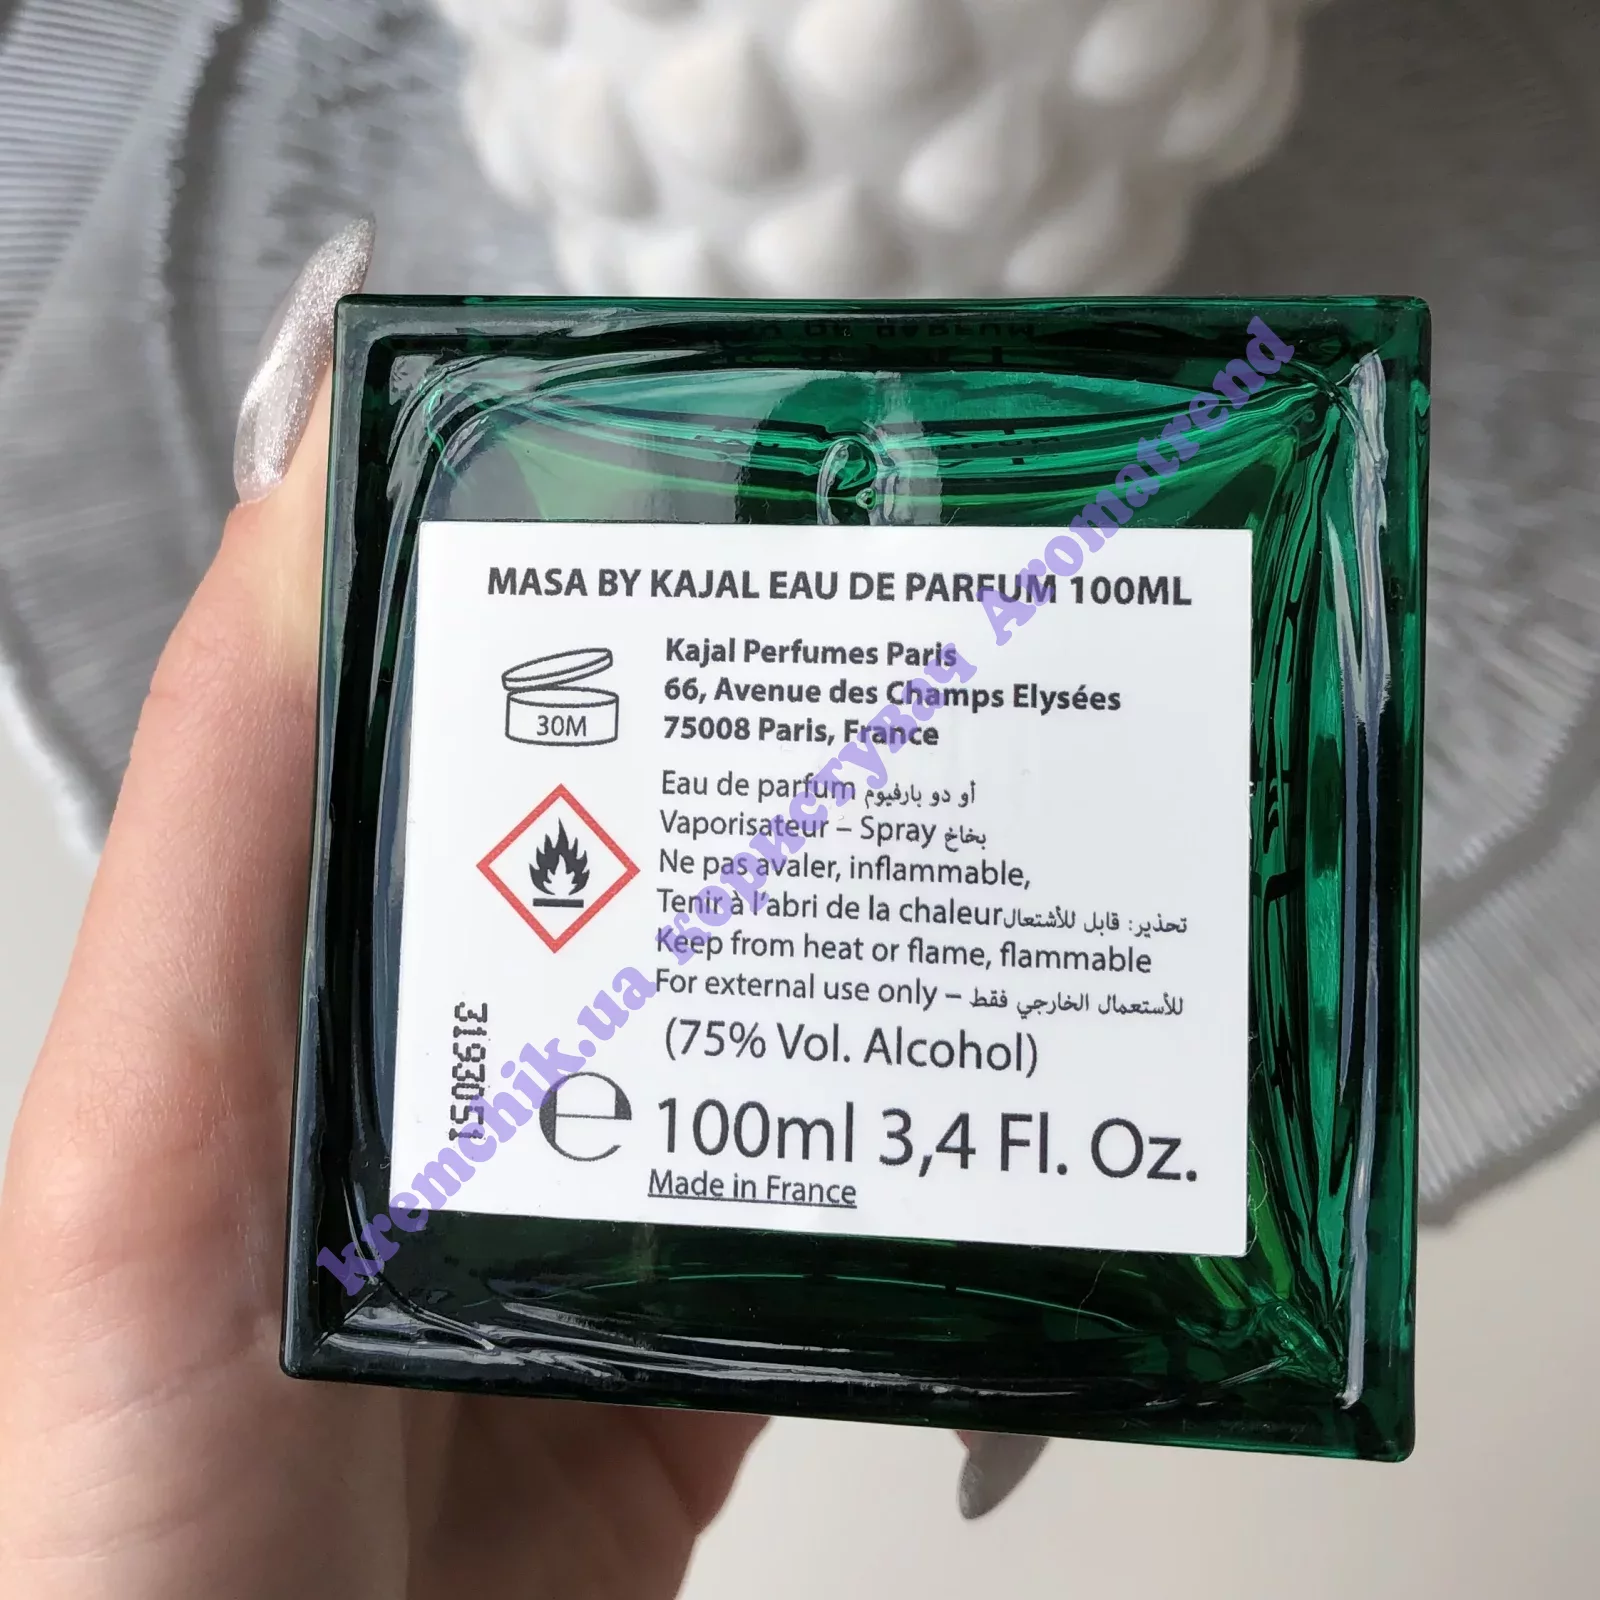 MASA BY KAJAL EAU DE PARFUM 100ML
Kajal Perfumes Paris
66, Avenue des Champs Elysées
75008 Paris, France
30M
Eau de parfum أو دو بارفيوم
Vaporisateur – Spray بخاخ
Ne pas avaler, inflammable,
Tenir à l’abri de la chaleur تحذير: قابل للأشتعال
Keep from heat or flame, flammable
For external use only – للأستعمال الخارجي فقط
(75% Vol. Alcohol)
3193051
e 100ml 3,4 Fl. Oz.
Made in France
kremchik.ua користувач Aromatrend